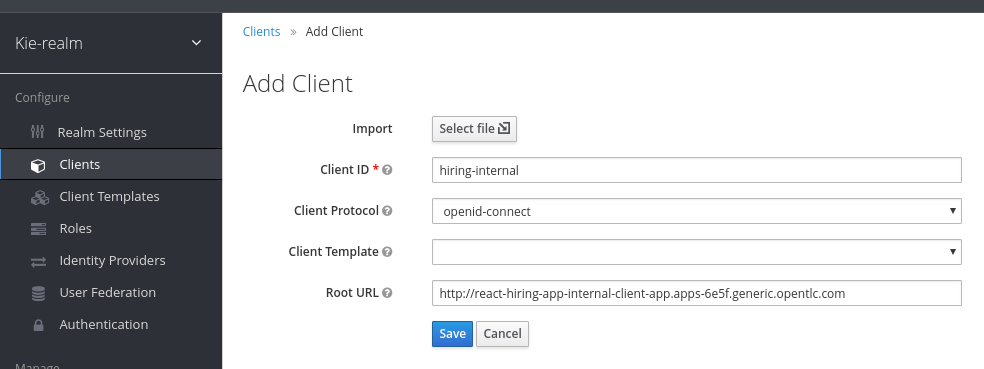 Kie-realm
Configure
Realm Settings
Clients
Client Templates
Roles
Identity Providers
User Federation
Authentication
Manage
Clients » Add Client
Add Client
Import Select file
Client ID * hiring-internal
Client Protocol openid-connect
Client Template
Root URL http://react-hiring-app-internal-client-app.apps-6e5f.generic.opentlc.com
Save Cancel